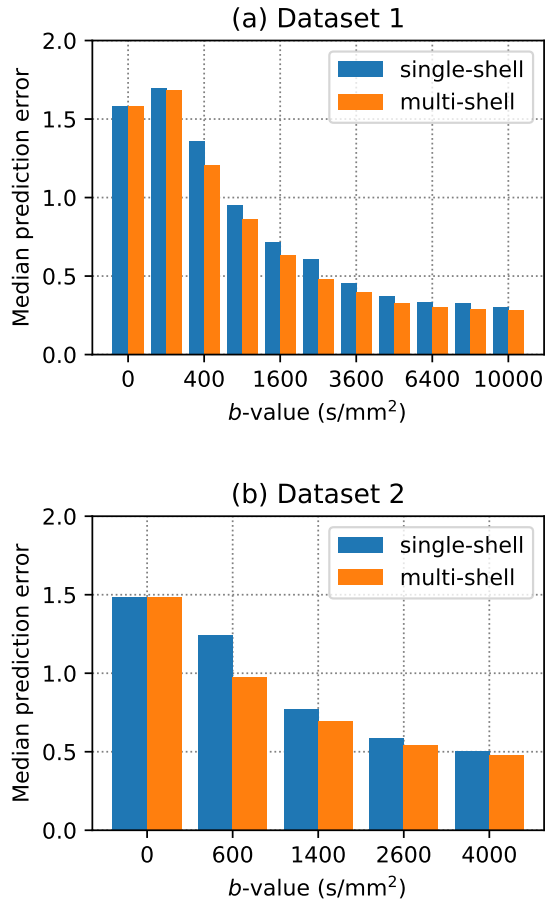 (a) Dataset 1
Median prediction error
2.0
1.5
1.0
0.5
0.0
single-shell
multi-shell
0 400 1600 3600 6400 10000
b-value (s/mm²)
(b) Dataset 2
Median prediction error
2.0
1.5
1.0
0.5
0.0
single-shell
multi-shell
0 600 1400 2600 4000
b-value (s/mm²)